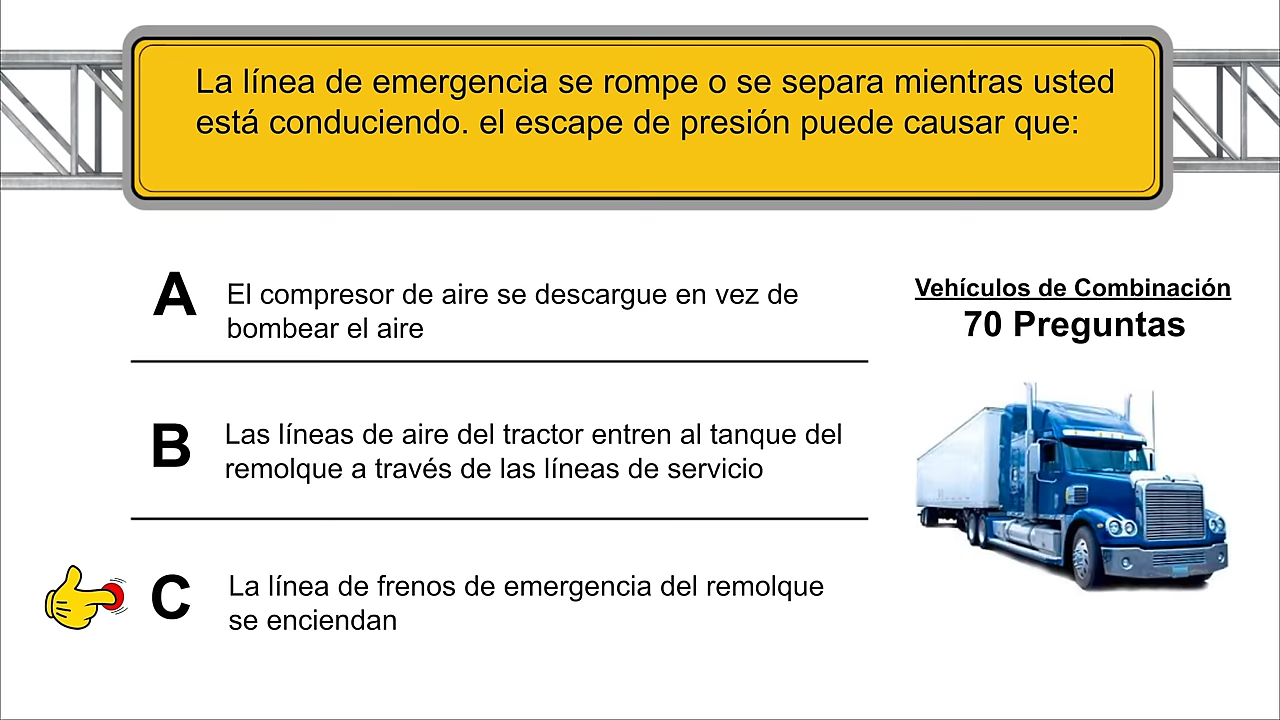 La línea de emergencia se rompe o se separa mientras usted
está conduciendo. el escape de presión puede causar que:
A
El compresor de aire se descargue en vez de
bombear el aire
B
Las líneas de aire del tractor entren al tanque del
remolque a través de las líneas de servicio
C
La línea de frenos de emergencia del remolque
se enciendan
Vehículos de Combinación
70 Preguntas